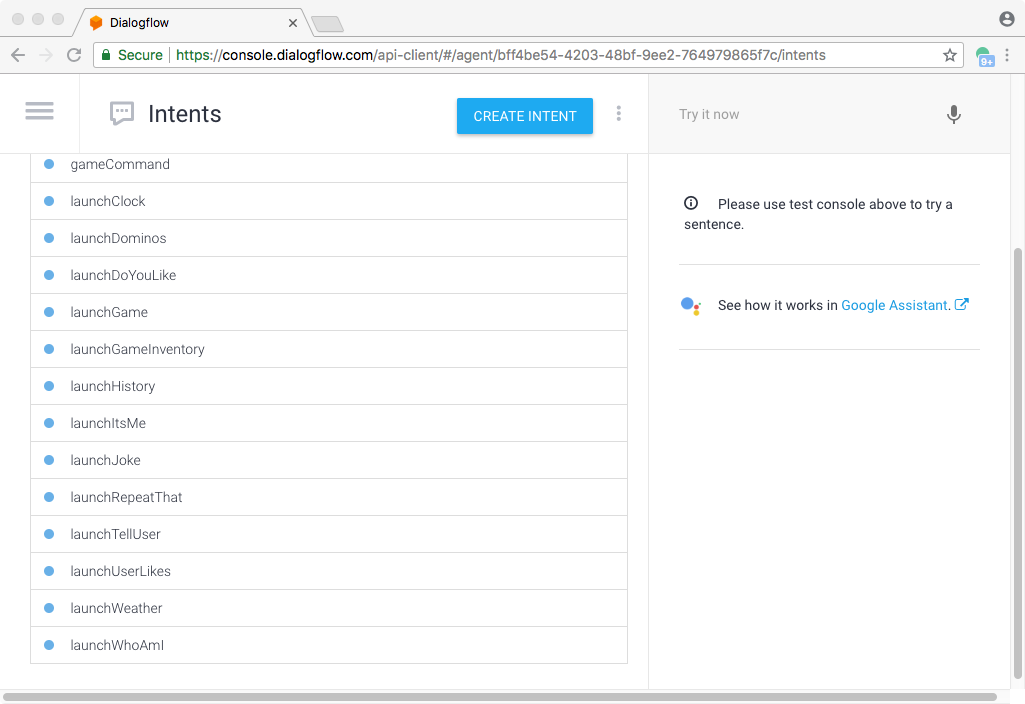 Dialogflow
Secure https://console.dialogflow.com/api-client/#/agent/bff4be54-4203-48bf-9ee2-764979865f7c/intents
9+
Intents
CREATE INTENT
Try it now
gameCommand
launchClock
launchDominos
launchDoYouLike
launchGame
launchGameInventory
launchHistory
launchItsMe
launchJoke
launchRepeatThat
launchTellUser
launchUserLikes
launchWeather
launchWhoAmI
Please use test console above to try a
sentence.
See how it works in Google Assistant.